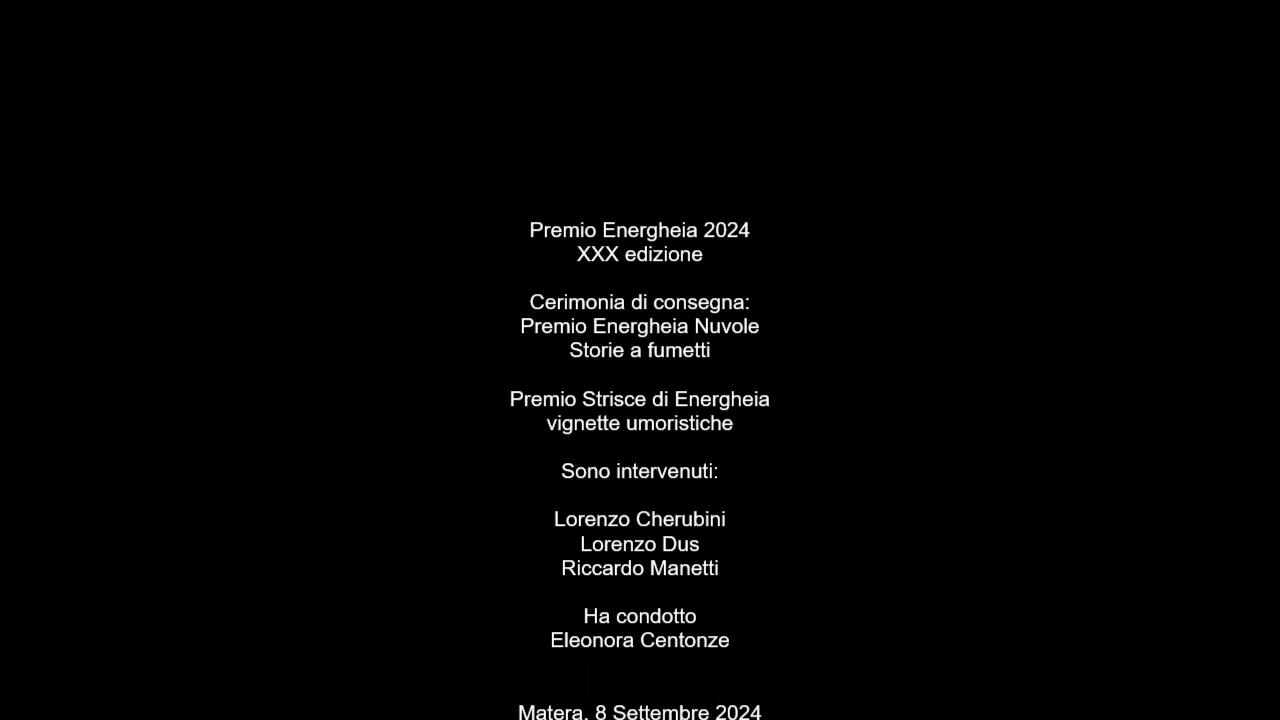 Premio Energheia 2024
XXX edizione
Cerimonia di consegna:
Premio Energheia Nuvole
Storie a fumetti
Premio Strisce di Energheia
vignette umoristiche
Sono intervenuti:
Lorenzo Cherubini
Lorenzo Dus
Riccardo Manetti
Ha condotto
Eleonora Centonze
Matera, 8 Settembre 2024